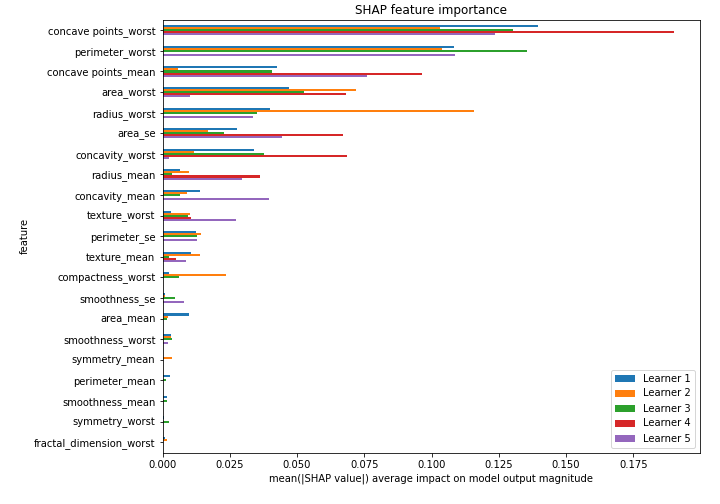 SHAP feature importance
concave points_worst
perimeter_worst
concave points_mean
area_worst
radius_worst
area_se
concavity_worst
radius_mean
concavity_mean
texture_worst
perimeter_se
texture_mean
compactness_worst
smoothness_se
area_mean
smoothness_worst
symmetry_mean
perimeter_mean
smoothness_mean
symmetry_worst
fractal_dimension_worst
feature
Learner 1
Learner 2
Learner 3
Learner 4
Learner 5
0.000 0.025 0.050 0.075 0.100 0.125 0.150 0.175
mean(|SHAP value|) average impact on model output magnitude